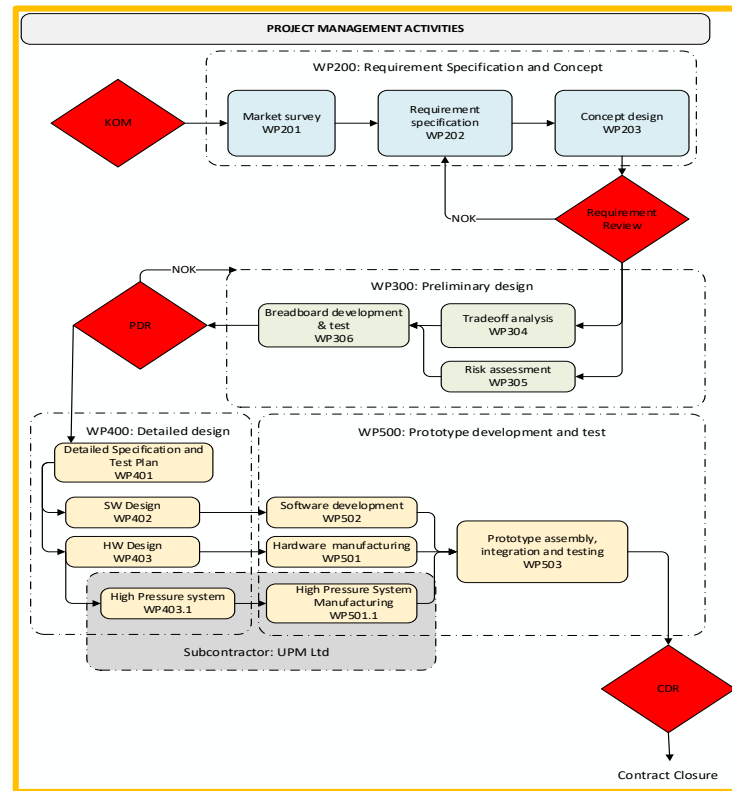 PROJECT MANAGEMENT ACTIVITIES
WP200: Requirement Specification and Concept
KOM
Market survey
WP201
Requirement
specification
WP202
Concept design
WP203
NOK
Requirement
Review
NOK
WP300: Preliminary design
PDR
Breadboard development
& test
WP306
Tradeoff analysis
WP304
Risk assessment
WP305
WP400: Detailed design
WP500: Prototype development and test
Detailed Specification and
Test Plan
WP401
SW Design
WP402
Software development
WP502
HW Design
WP403
Hardware manufacturing
WP501
Prototype assembly,
integration and testing
WP503
High Pressure system
WP403.1
High Pressure System
Manufacturing
WP501.1
Subcontractor: UPM Ltd
CDR
Contract Closure